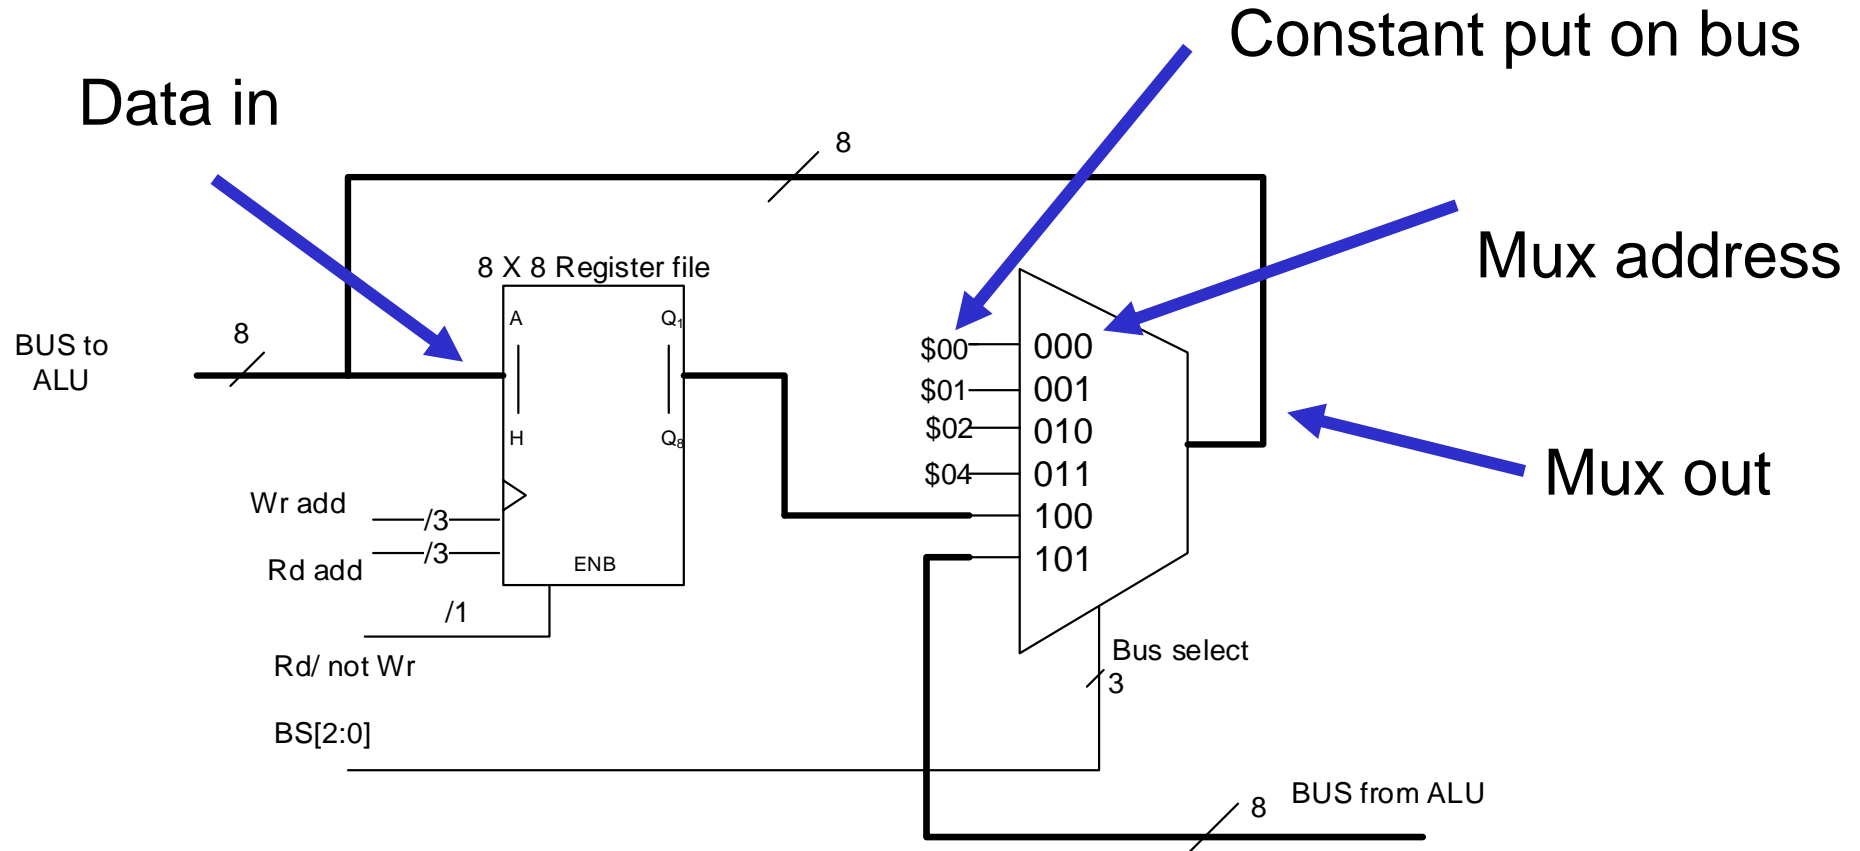 Constant put on bus
Data in
8
Mux address
8 X 8 Register file
A
Q1
8
BUS to
ALU
$00
000
$01
001
$02
010
H
Q8
$04
011
Mux out
Wr add
/3
100
/3
Rd add
ENB
101
/1
Bus select
Rd/ not Wr
3
BS[2:0]
8
BUS from ALU